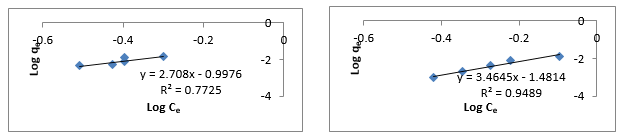 -0.6 -0.4 -0.2 0
0
-2
-4
Log qe
y = 2.708x - 0.9976
R² = 0.7725
Log Ce
-0.6 -0.4 -0.2 0
0
-2
-4
Log qe
y = 3.4645x - 1.4814
R² = 0.9489
Log Ce